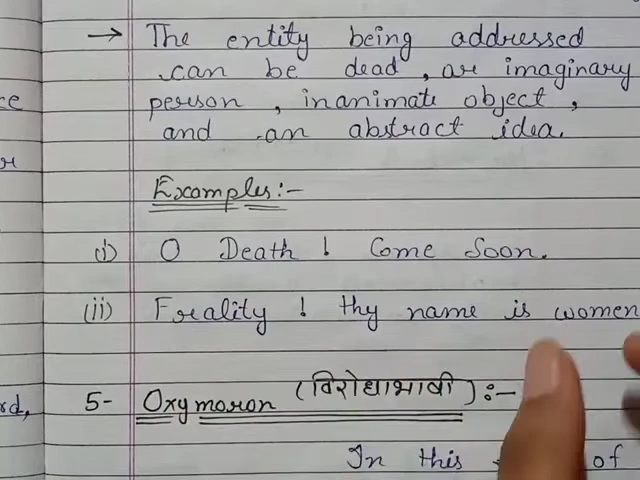 → The entity being addressed
can be dead, or imaginary
person, inanimate object,
and an abstract idea.
Examples:-
(i) O Death! Come Soon.
(ii) Frality! thy name is women
5- Oxymoron (विरोधाभाषी):-
In this of